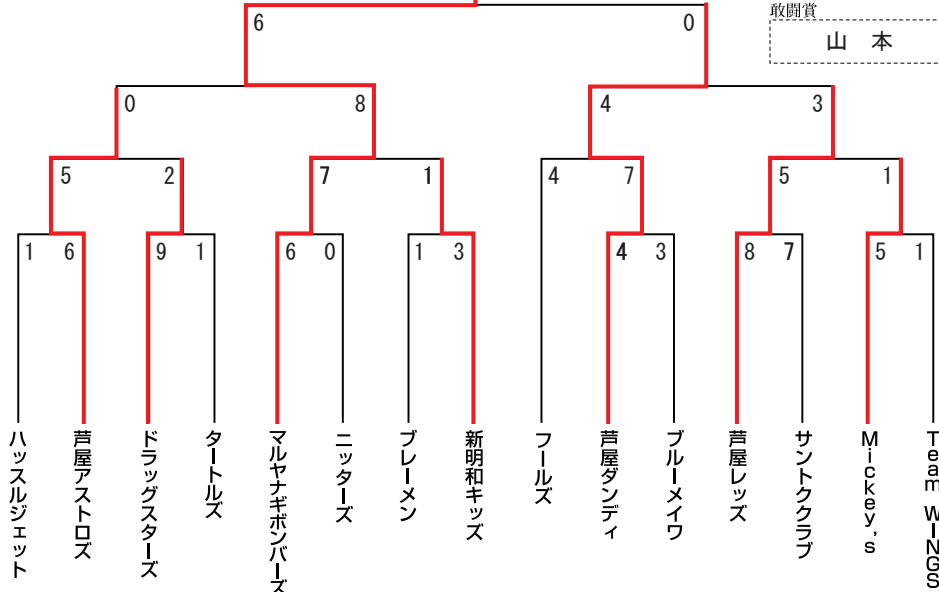 敢闘賞
山 本
6 0
0 8 4 3
5 2 7 1 4 7 5 1
1 6 9 1 6 0 1 3 4 3 8 7 5 1
ハッスルジェット
芦屋アストロズ
ドラッグスターズ
タートルズ
マルヤナギボンバーズ
ニッターズ
ブレーメン
新明和キッズ
フールズ
芦屋ダンディ
ブルーメイワ
芦屋レッズ
サントククラブ
Mickey,s
Team WINGS